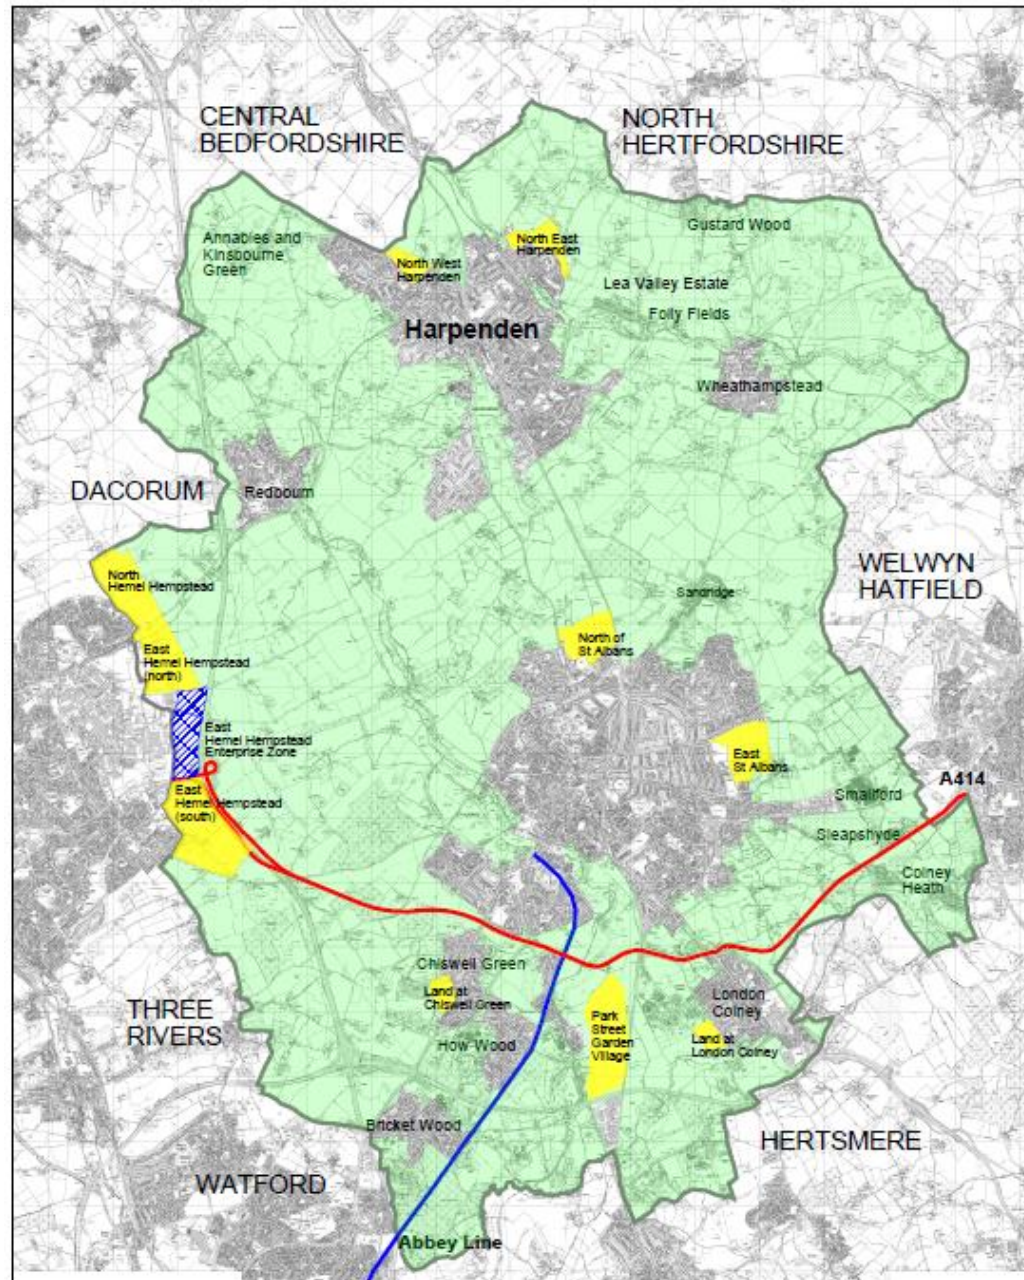 CENTRAL
BEDFORDSHIRE
NORTH
HERTFORDSHIRE
Gustard Wood
Annables and
Kinsbourne
Green
North East
Harpenden
North West
Harpenden
Lea Valley Estate
Folly Fields
Harpenden
Wheathampstead
DACORUM
Redbourn
WELWYN
HATFIELD
North
Hemel Hempstead
Sandridge
North of
St Albans
East
Hemel Hempstead
(north)
East
Hemel Hempstead
Enterprise Zone
East
St Albans
East
Hemel Hempstead
(south)
A414
Smallford
Sleapshyde
Colney
Heath
Chiswell Green
Land at
Chiswell Green
London
Colney
THREE
RIVERS
Park
Street
Garden
Village
How Wood
Land at
London Colney
Bricket Wood
HERTSMERE
WATFORD
Abbey Line